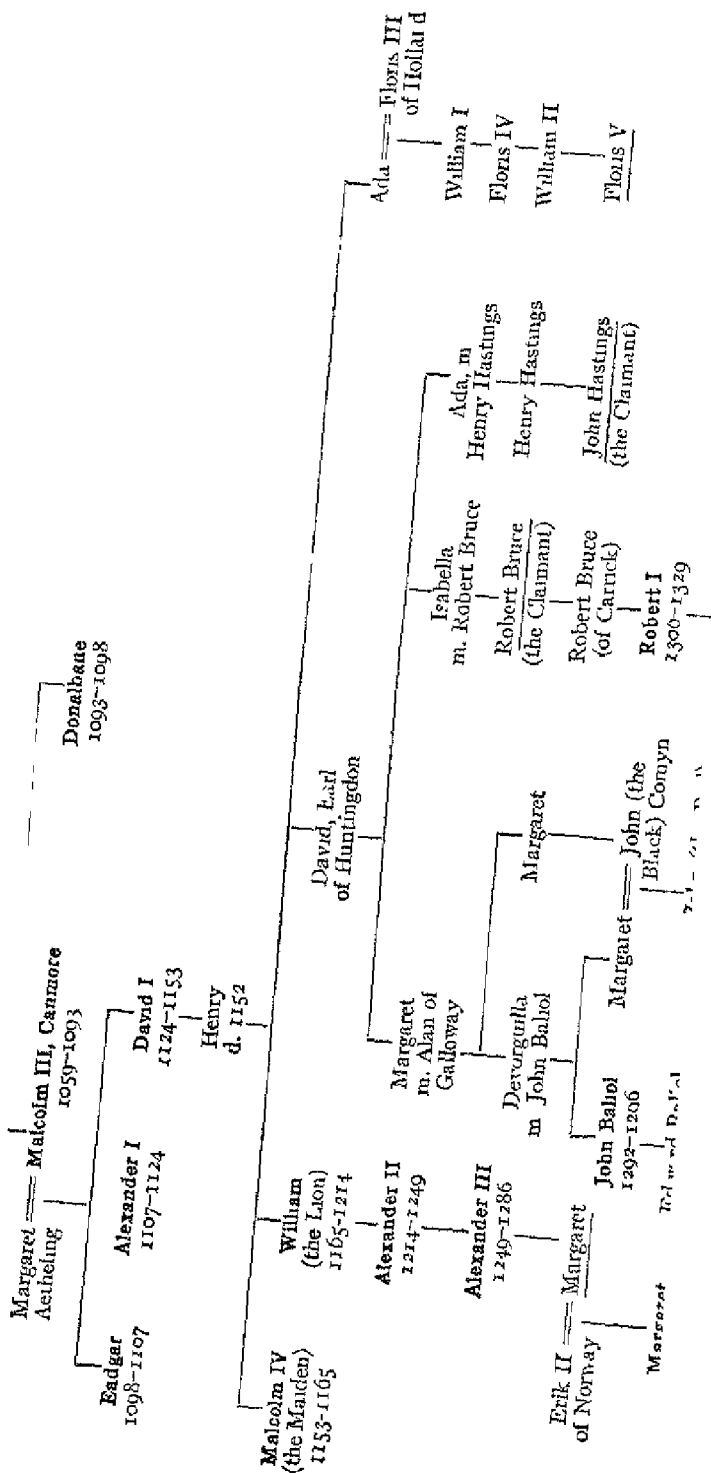 Margaret == Malcolm III, Canmore
Aetheling
1059–1093
Donalbane
1093–1098
Eadgar
1098–1107
Alexander I
1107–1124
David I
1124–1153
Henry
d. 1152
Malcolm IV
(the Maiden)
1153–1165
William
(the Lion)
1165-1214
David, Earl
of Huntingdon
Ada == Floris III
of Holland
Alexander II
1214–1249
Alexander III
1249–1286
Erik II == Margaret
of Norway
Margaret
Margaret
m. Alan of
Galloway
Devorguilla
m John Baliol
Margaret
John Baliol
1292–1296
Margaret == John (the
Black) Comyn
Isabella
m. Robert Bruce
Robert Bruce
(the Claimant)
Robert Bruce
(of Carrick)
Robert I
1306–1329
Ada, m
Henry Hastings
Henry Hastings
John Hastings
(the Claimant)
William I
Floris IV
William II
Floris V